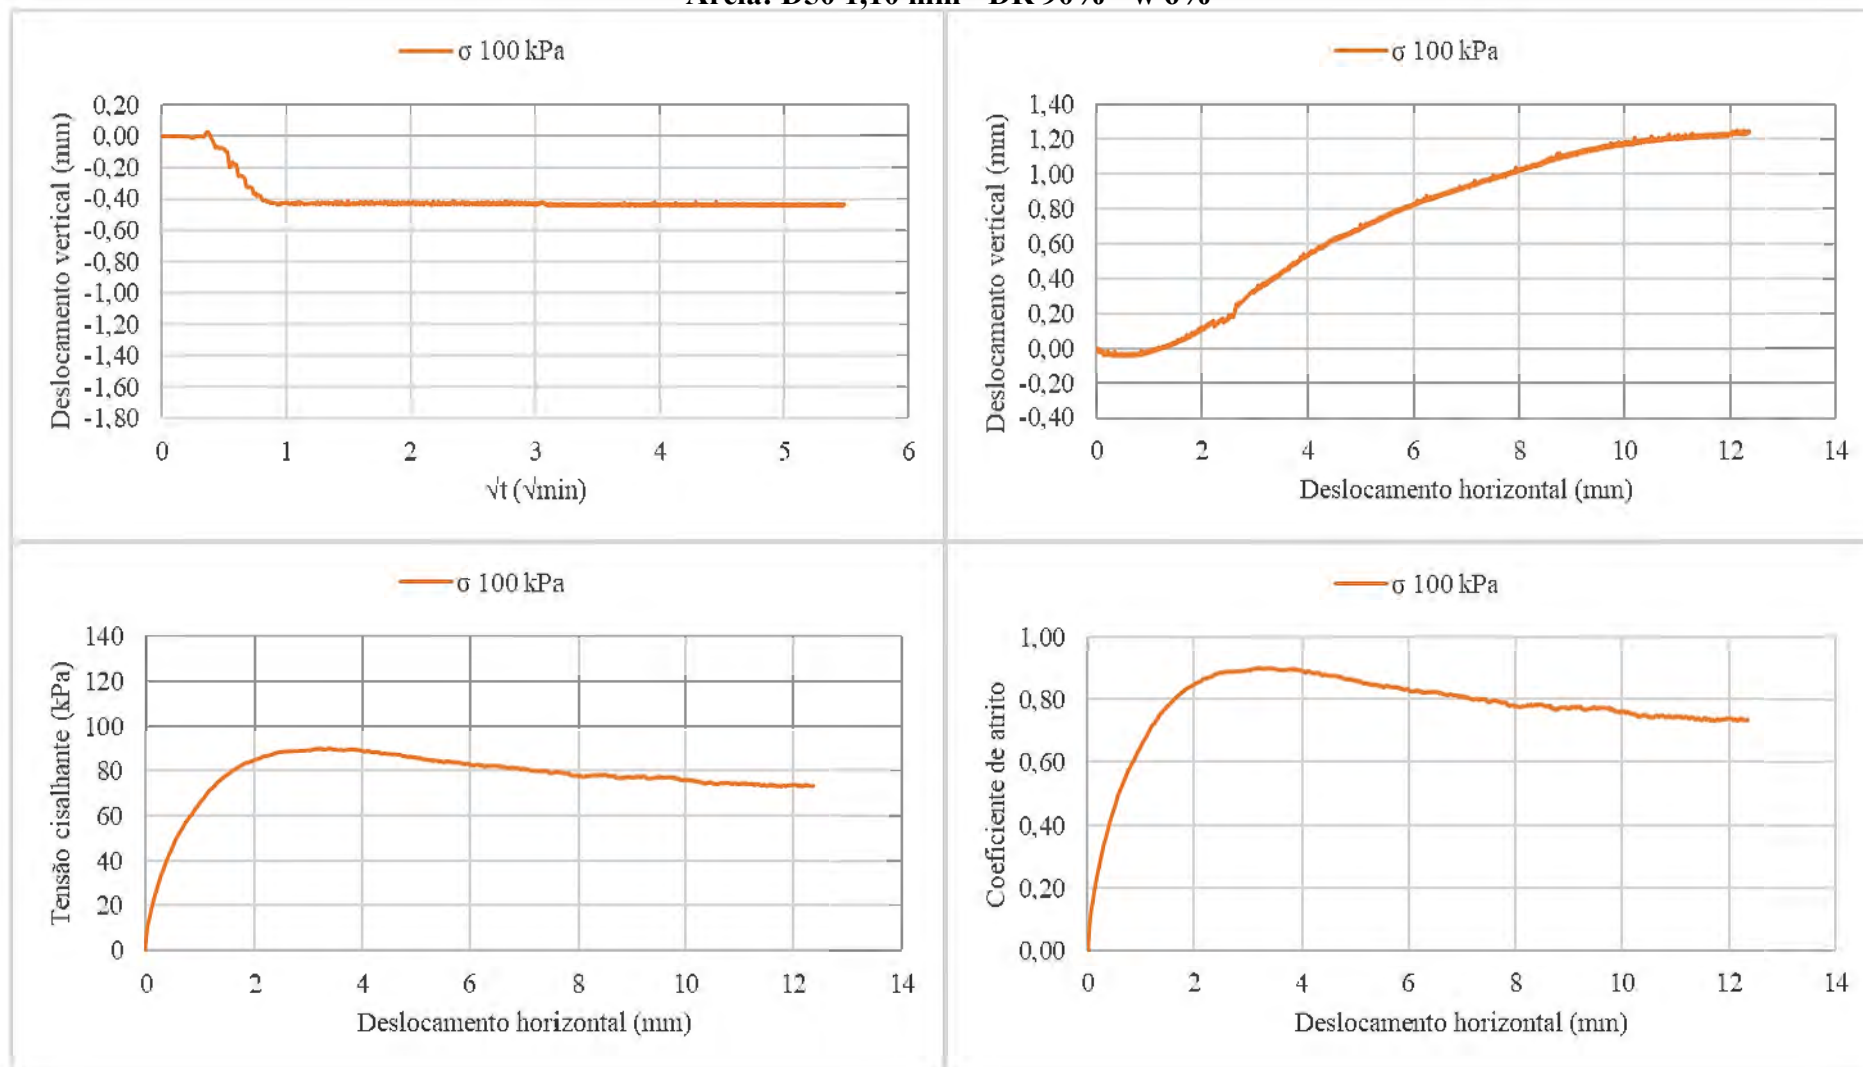 σ 100 kPa
0,20
0,00
-0,20
-0,40
-0,60
-0,80
-1,00
-1,20
-1,40
-1,60
-1,80
Deslocamento vertical (mm)
0 1 2 3 4 5 6
√t (√min)
σ 100 kPa
1,40
1,20
1,00
0,80
0,60
0,40
0,20
0,00
-0,20
-0,40
Deslocamento vertical (mm)
0 2 4 6 8 10 12 14
Deslocamento horizontal (mm)
σ 100 kPa
140
120
100
80
60
40
20
0
Tensão cisalhante (kPa)
0 2 4 6 8 10 12 14
Deslocamento horizontal (mm)
σ 100 kPa
1,00
0,80
0,60
0,40
0,20
0,00
Coeficiente de atrito
0 2 4 6 8 10 12 14
Deslocamento horizontal (mm)